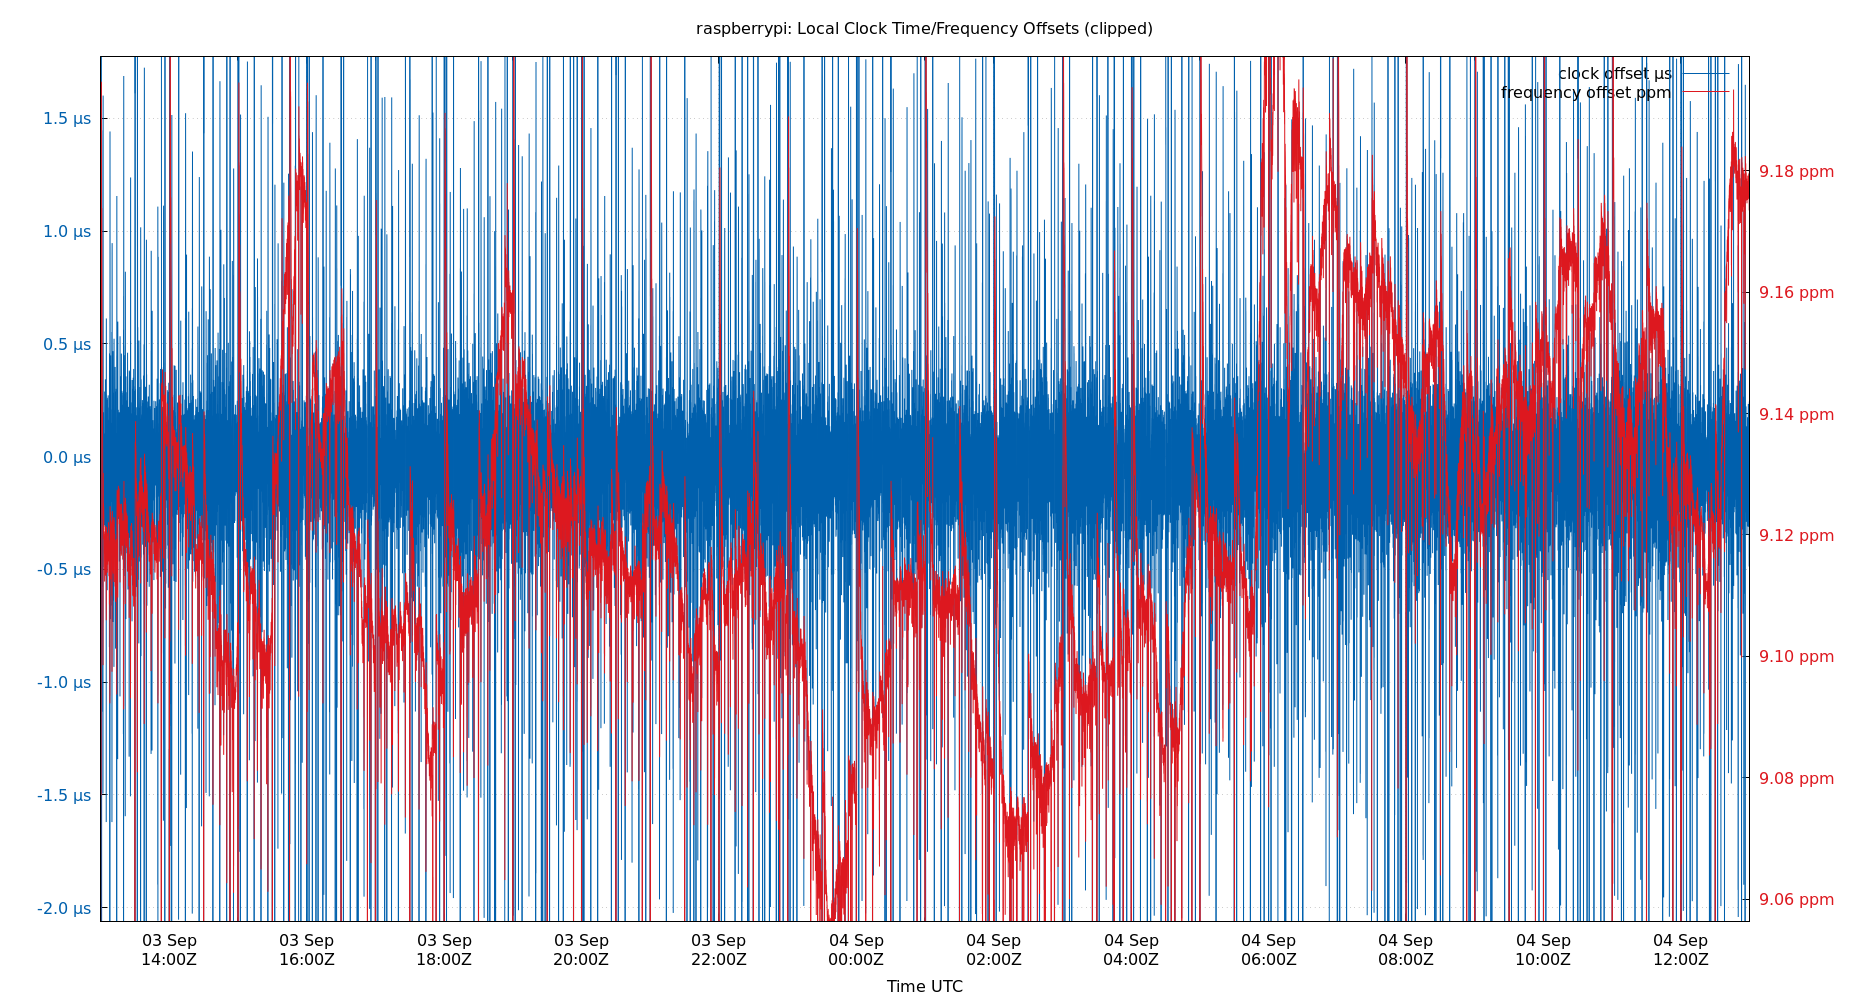 raspberrypi: Local Clock Time/Frequency Offsets (clipped)
clock offset µs
frequency offset ppm
1.5 µs
1.0 µs
0.5 µs
0.0 µs
-0.5 µs
-1.0 µs
-1.5 µs
-2.0 µs
9.18 ppm
9.16 ppm
9.14 ppm
9.12 ppm
9.10 ppm
9.08 ppm
9.06 ppm
03 Sep 03 Sep 03 Sep 03 Sep 03 Sep 04 Sep 04 Sep 04 Sep 04 Sep 04 Sep 04 Sep 04 Sep
14:00Z 16:00Z 18:00Z 20:00Z 22:00Z 00:00Z 02:00Z 04:00Z 06:00Z 08:00Z 10:00Z 12:00Z
Time UTC